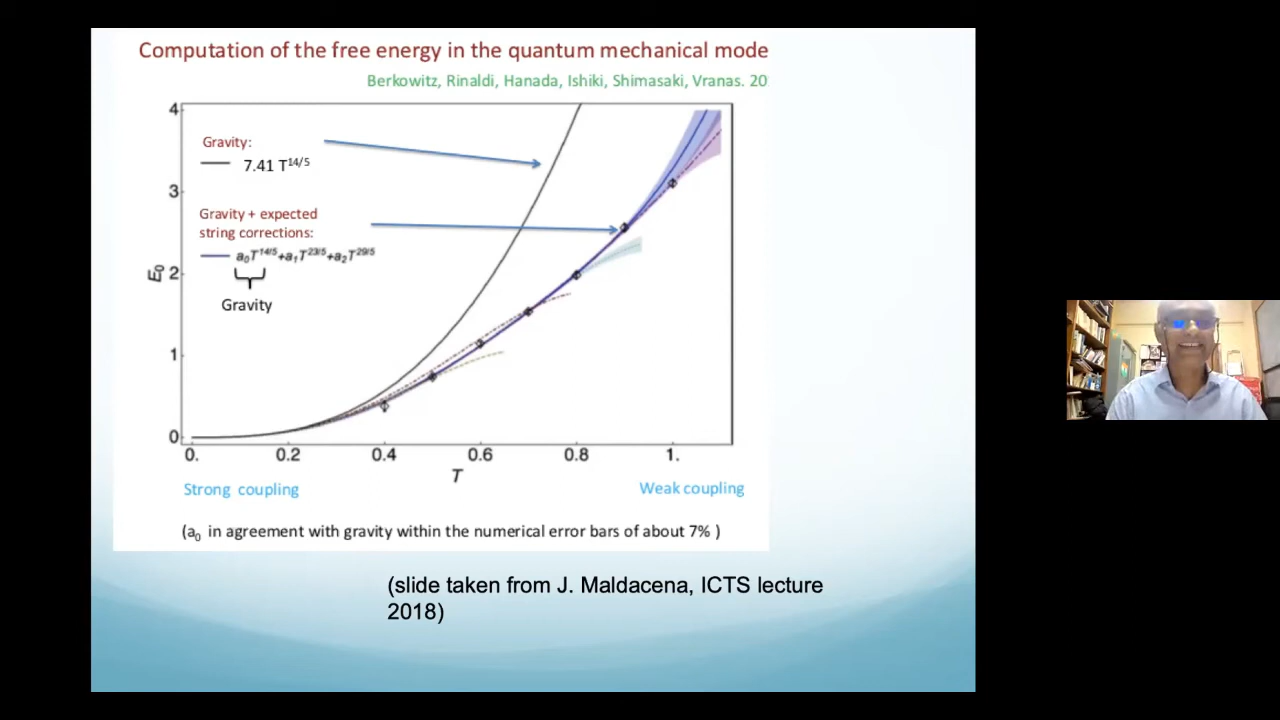 Computation of the free energy in the quantum mechanical mode
Berkowitz, Rinaldi, Hanada, Ishiki, Shimasaki, Vranas. 20
4
Gravity:
7.41 T^14/5
3
Gravity + expected
string corrections:
a₀T^14/5+a₁T^23/5+a₂T^29/5
E₀
2
Gravity
1
0
0. 0.2 0.4 0.6 0.8 1.
T
Strong coupling
Weak coupling
(a₀ in agreement with gravity within the numerical error bars of about 7% )
(slide taken from J. Maldacena, ICTS lecture
2018)